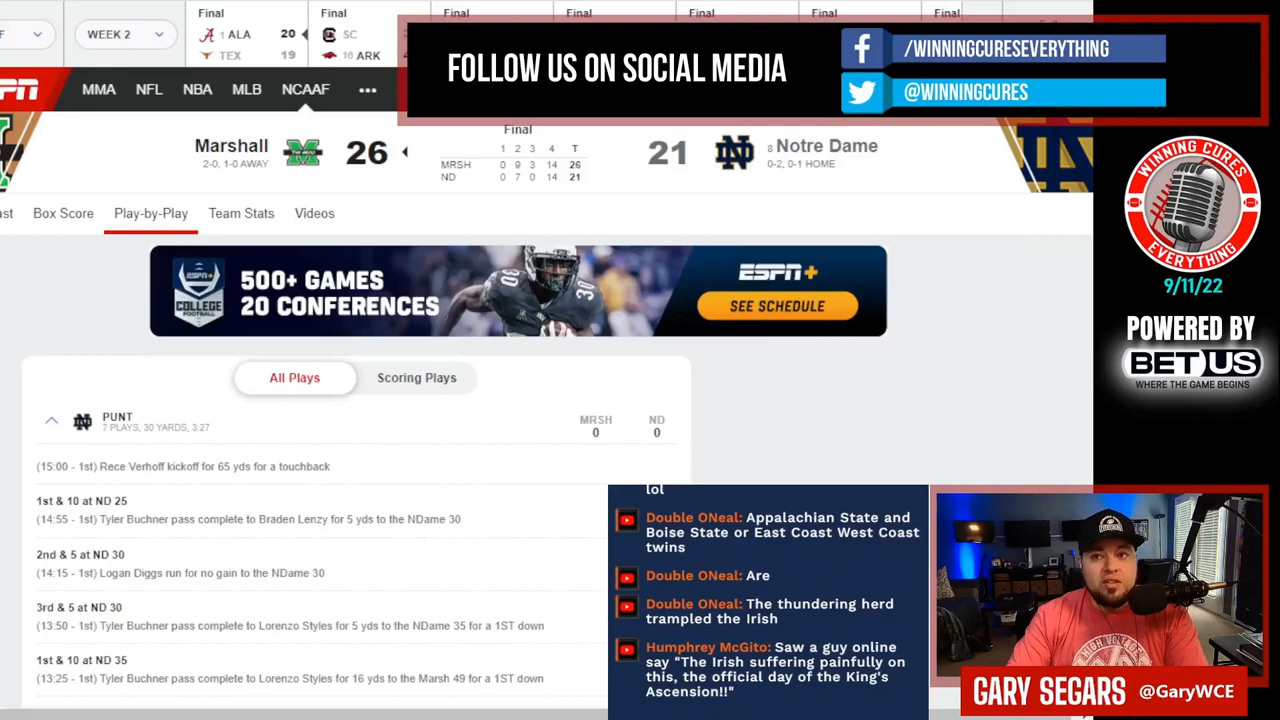 Final
Final
Final
Final
Final
Final
Final
F
WEEK 2
1 ALA 20
TEX 19
SC
16 ARK
FOLLOW US ON SOCIAL MEDIA
/WINNINGCURESEVERYTHING
@WINNINGCURES
MMA NFL NBA MLB NCAAF •••
Marshall
2-0, 1-0 AWAY
26
Final
1 2 3 4 T
MRSH 0 9 3 14 26
ND 0 7 0 14 21
21
8 Notre Dame
0-2, 0-1 HOME
WINNING CURES
EVERYTHING
9/11/22
POWERED BY
BETUS
WHERE THE GAME BEGINS
ast Box Score Play-by-Play Team Stats Videos
ESPN
COLLEGE
FOOTBALL
500+ GAMES
20 CONFERENCES
30
ESPN+
SEE SCHEDULE
All Plays Scoring Plays
PUNT
7 PLAYS, 30 YARDS, 3:27
MRSH ND
0 0
(15:00 - 1st) Rece Verhoff kickoff for 65 yds for a touchback
1st & 10 at ND 25
(14:55 - 1st) Tyler Buchner pass complete to Braden Lenzy for 5 yds to the NDame 30
2nd & 5 at ND 30
(14:15 - 1st) Logan Diggs run for no gain to the NDame 30
3rd & 5 at ND 30
(13:50 - 1st) Tyler Buchner pass complete to Lorenzo Styles for 5 yds to the NDame 35 for a 1ST down
1st & 10 at ND 35
(13:25 - 1st) Tyler Buchner pass complete to Lorenzo Styles for 16 yds to the Marsh 49 for a 1ST down
lol
Double ONeal: Appalachian State and
Boise State or East Coast West Coast
twins
Double ONeal: Are
Double ONeal: The thundering herd
trampled the Irish
Humphrey McGito: Saw a guy online
say "The Irish suffering painfully on
this, the official day of the King's
Ascension!!"
HIGH VOLTAGE
GARY SEGARS @GaryWCE